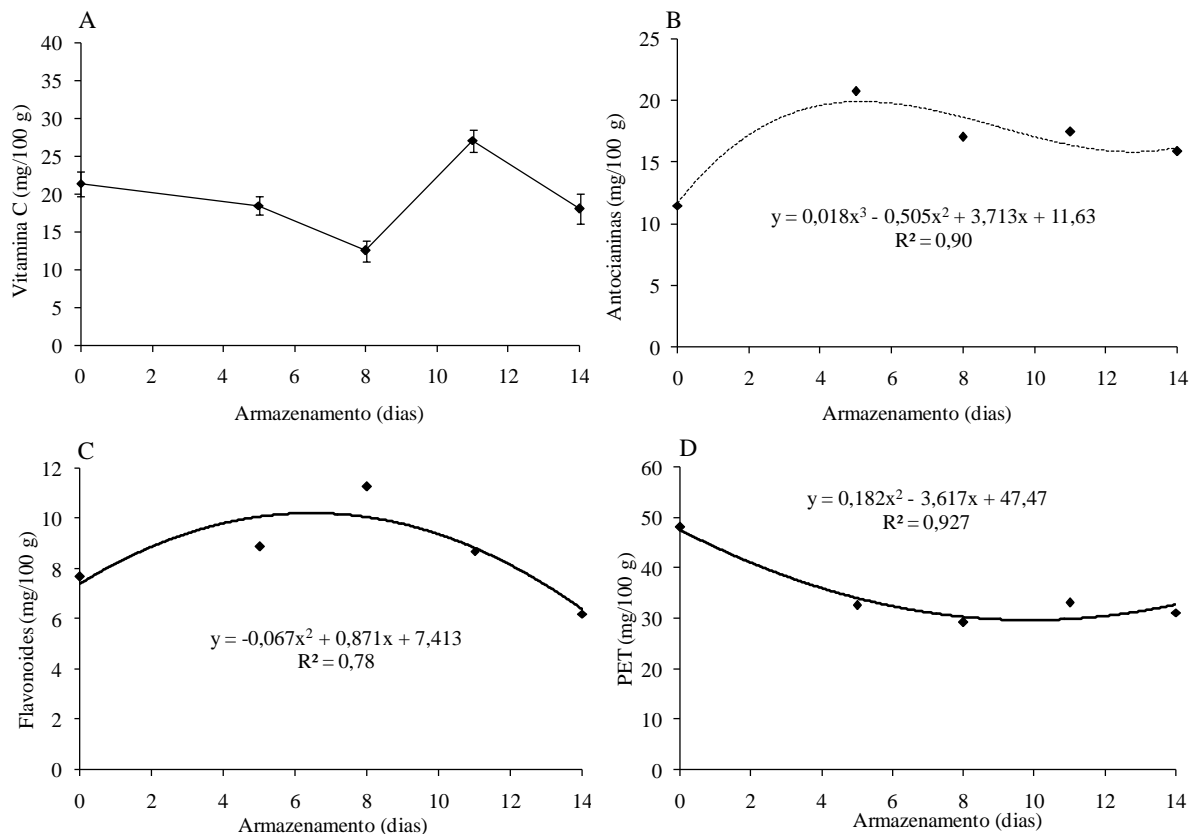 A
Vitamina C (mg/100 g)
45
40
35
30
25
20
15
10
5
0
0 2 4 6 8 10 12 14
Armazenamento (dias)
B
Antocianinas (mg/100 g)
25
20
15
10
5
0
y = 0,018x³ - 0,505x² + 3,713x + 11,63
R² = 0,90
0 2 4 6 8 10 12 14
Armazenamento (dias)
C
Flavonoides (mg/100 g)
12
10
8
6
4
2
0
y = -0,067x² + 0,871x + 7,413
R² = 0,78
0 2 4 6 8 10 12 14
Armazenamento (dias)
D
PET (mg/100 g)
60
50
40
30
20
10
0
y = 0,182x² - 3,617x + 47,47
R² = 0,927
0 2 4 6 8 10 12 14
Armazenamento (dias)